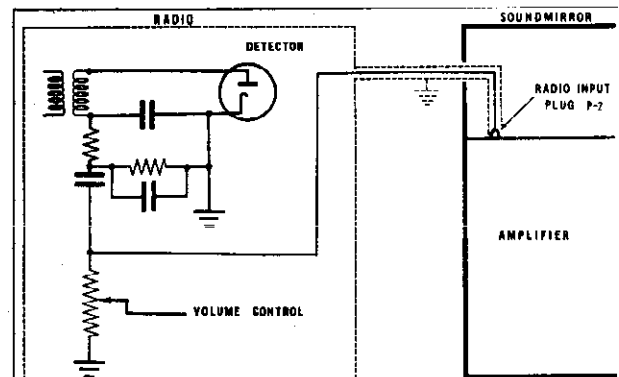 RADIO
SOUNDMIRROR
DETECTOR
RADIO INPUT
PLUG P-2
AMPLIFIER
VOLUME CONTROL